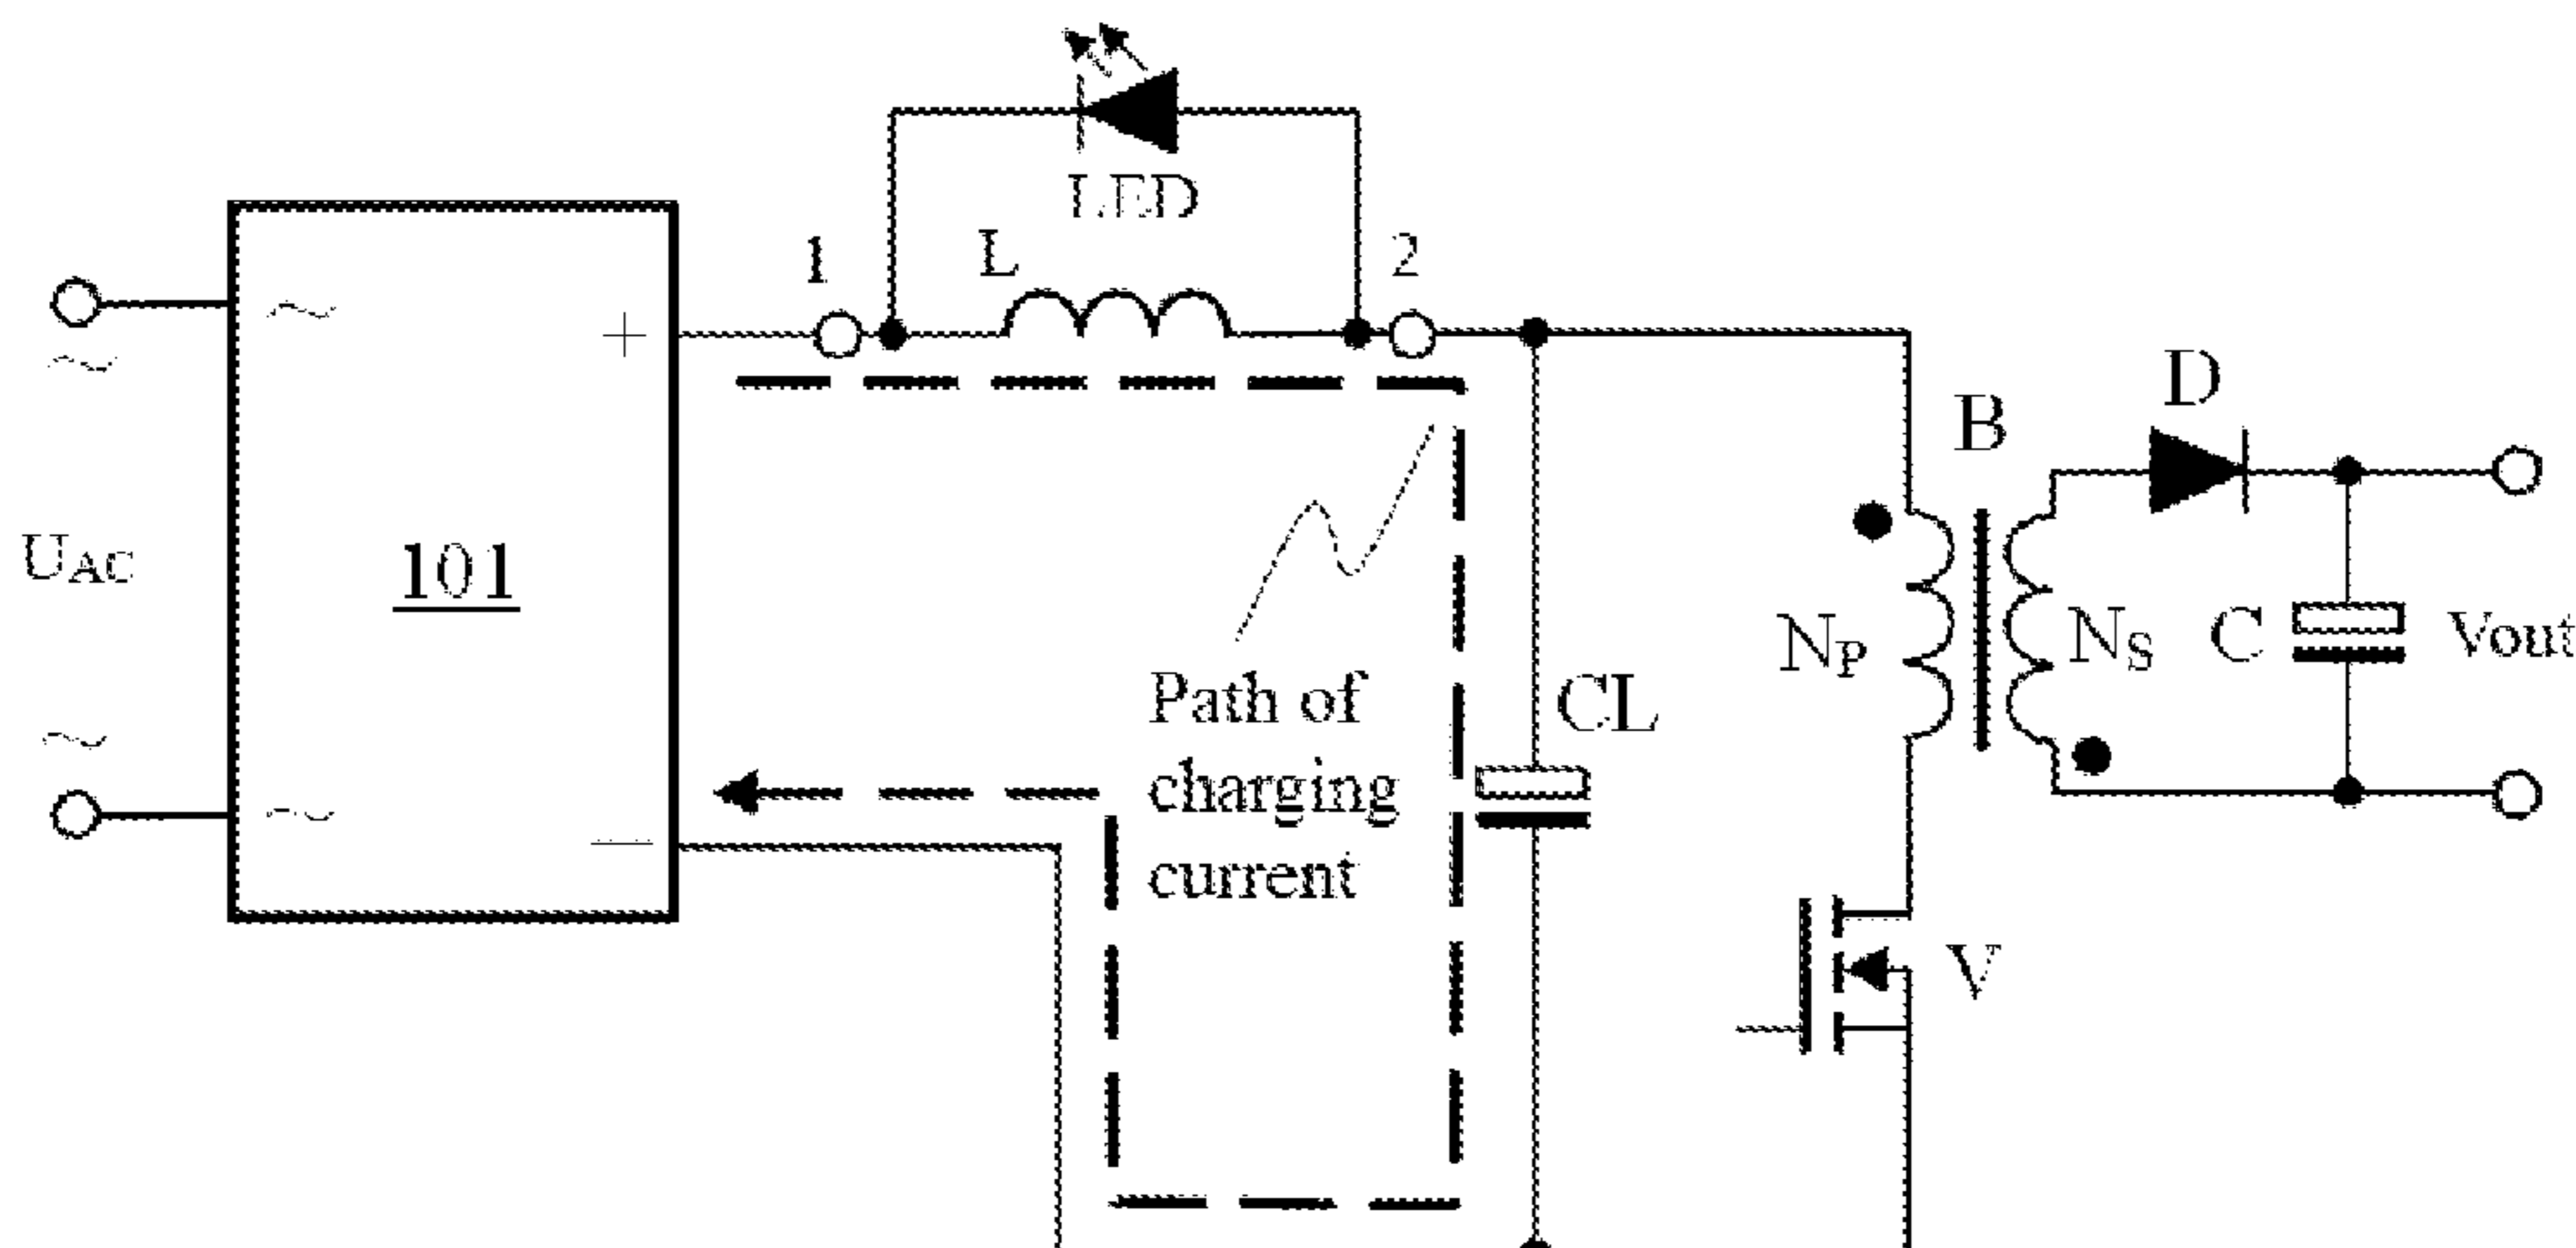 LED
1
L
2
~
~
+
D
B
UAC
101
NP
NS
C
Vout
Path of
charging
current
CL
~
~
—
V